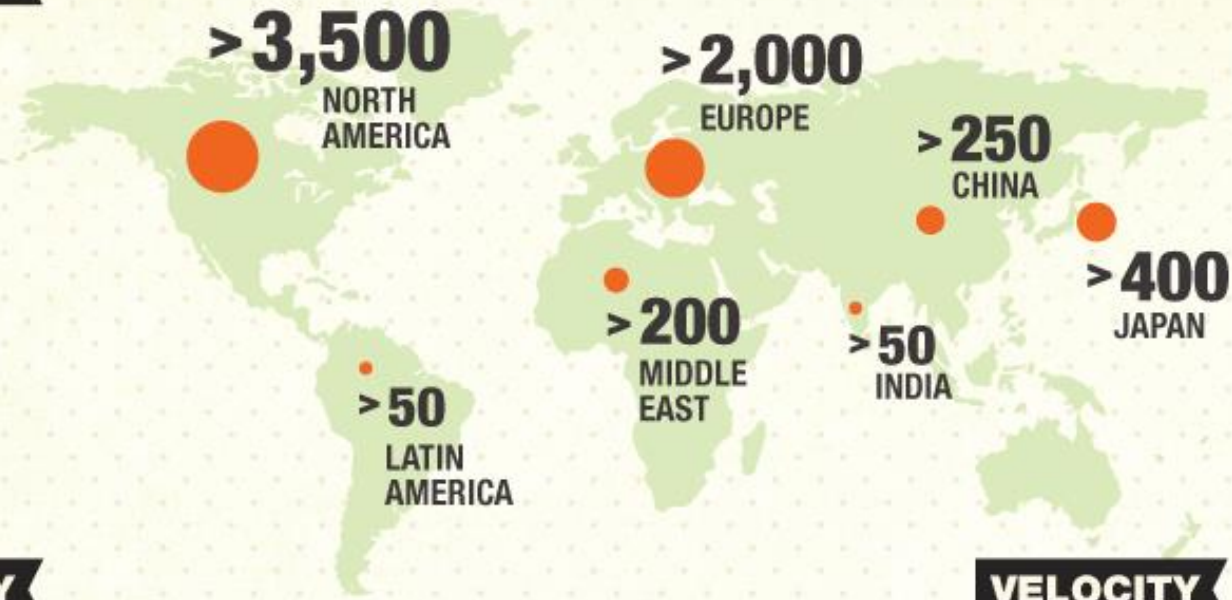 > 3,500
NORTH
AMERICA
> 2,000
EUROPE
> 250
CHINA
> 400
JAPAN
> 200
MIDDLE
EAST
> 50
INDIA
> 50
LATIN
AMERICA
VELOCITY